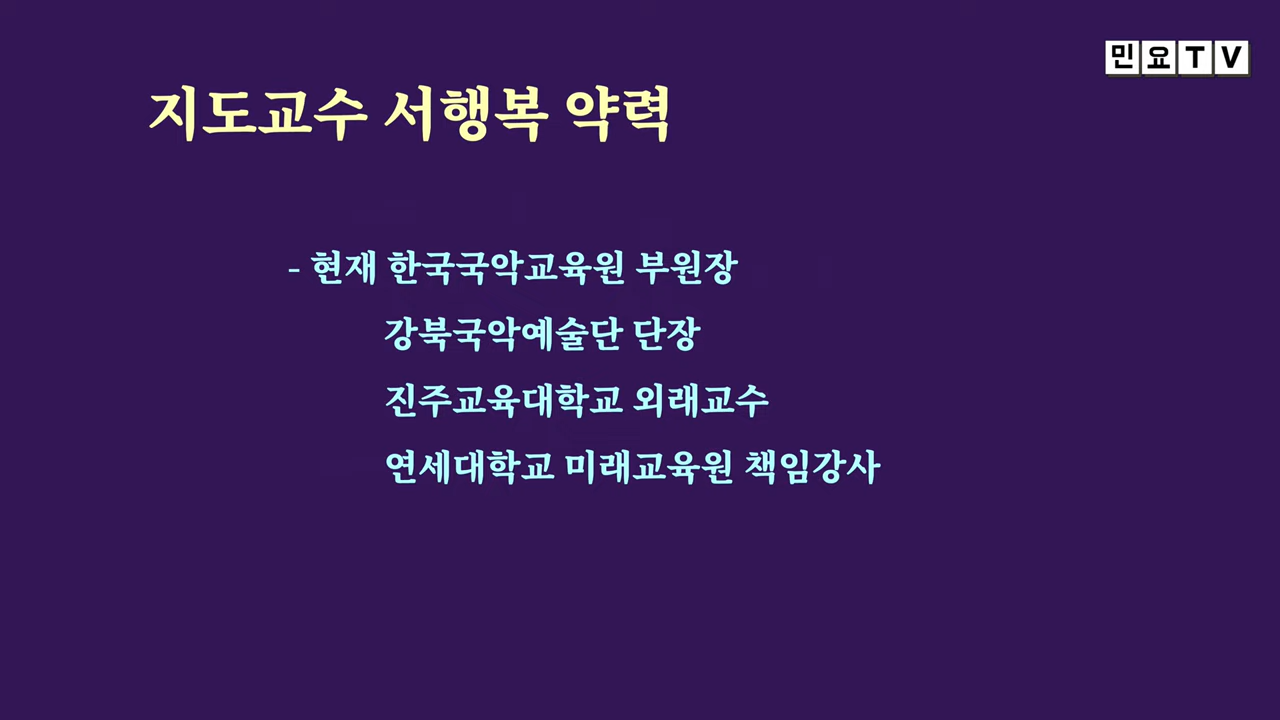 민요TV
지도교수 서행복 약력
- 현재 한국국악교육원 부원장
강북국악예술단 단장
진주교육대학교 외래교수
연세대학교 미래교육원 책임강사